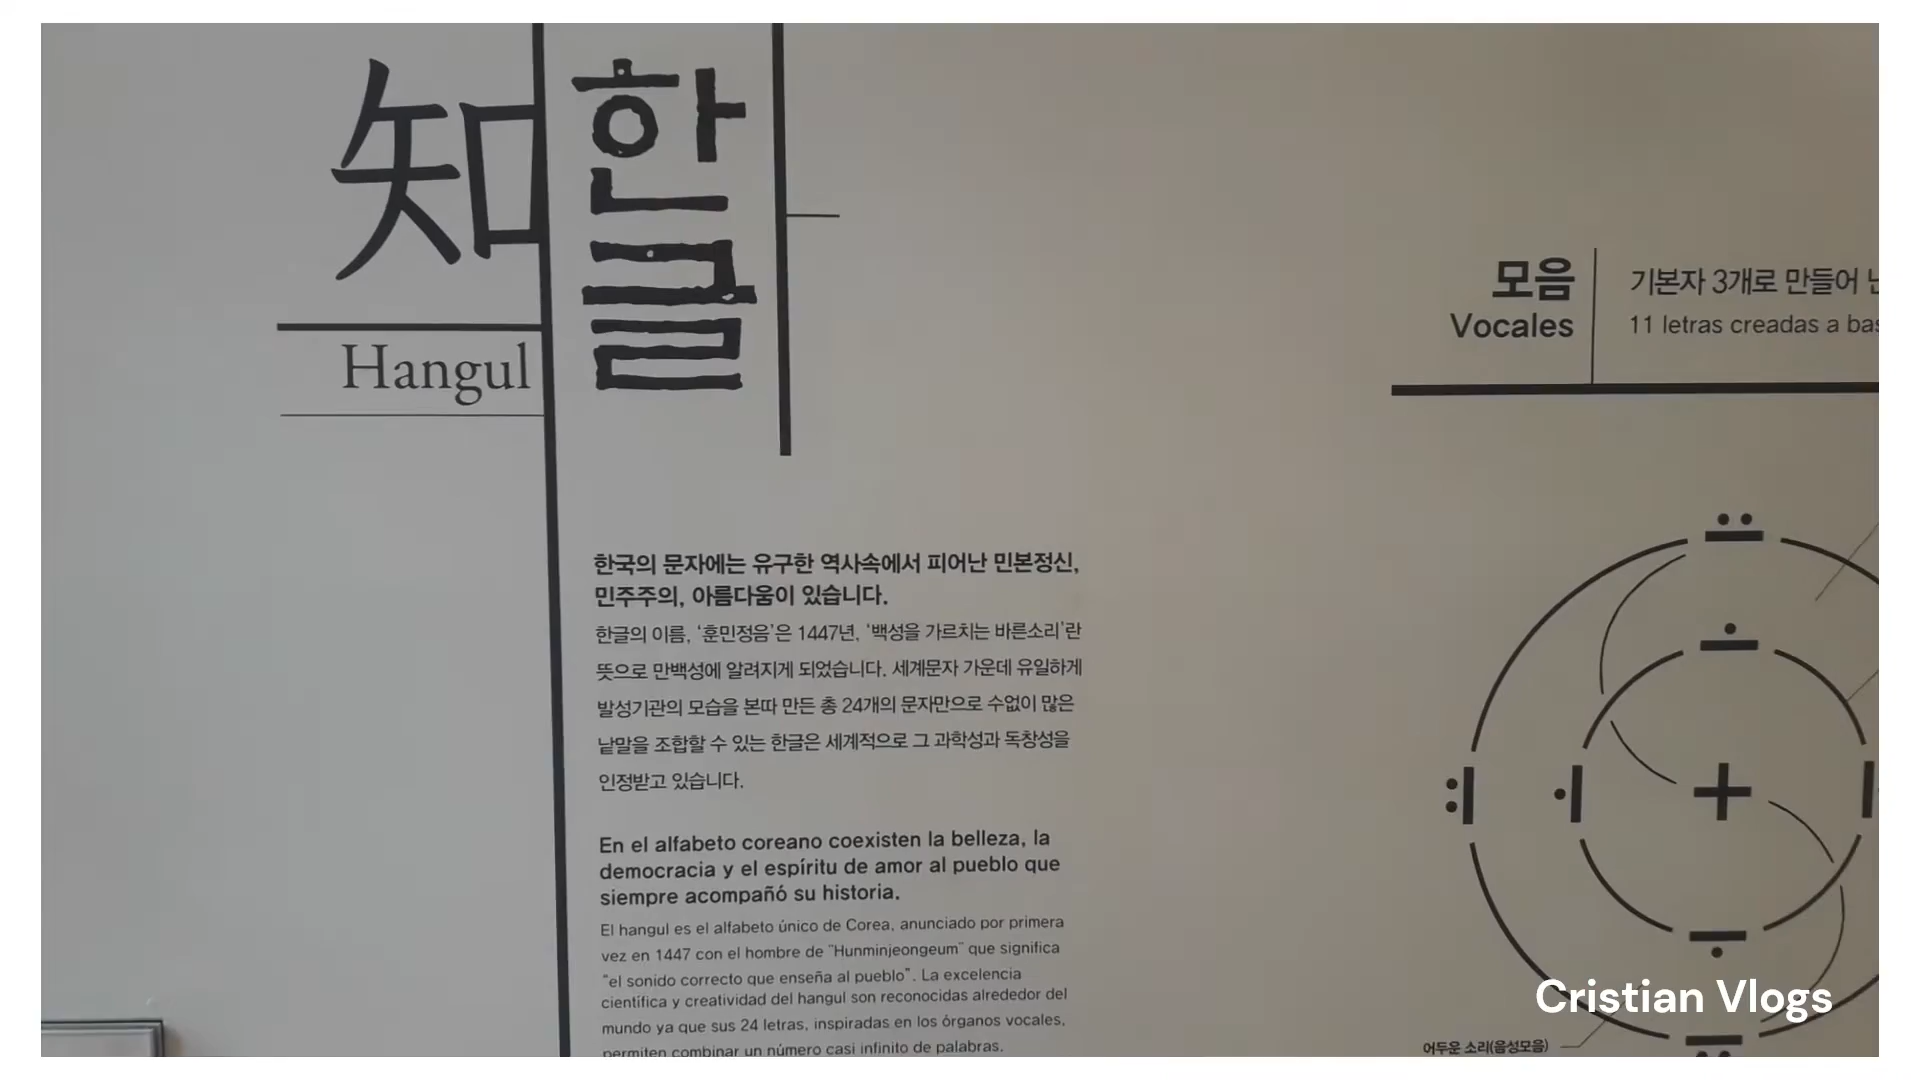 知
한
글
Hangul
한국의 문자에는 유구한 역사속에서 피어난 민본정신,
민주주의, 아름다움이 있습니다.
한글의 이름, ‘훈민정음’은 1447년, ‘백성을 가르치는 바른소리’란
뜻으로 만백성에 알려지게 되었습니다. 세계문자 가운데 유일하게
발성기관의 모습을 본따 만든 총 24개의 문자만으로 수없이 많은
낱말을 조합할 수 있는 한글은 세계적으로 그 과학성과 독창성을
인정받고 있습니다.
En el alfabeto coreano coexisten la belleza, la
democracia y el espíritu de amor al pueblo que
siempre acompañó su historia.
El hangul es el alfabeto único de Corea, anunciado por primera
vez en 1447 con el hombre de "Hunminjeongeum" que significa
"el sonido correcto que enseña al pueblo". La excelencia
científica y creatividad del hangul son reconocidas alrededor del
mundo ya que sus 24 letras, inspiradas en los órganos vocales,
permiten combinar un número casi infinito de palabras.
모음
Vocales
기본자 3개로 만들어
11 letras creadas a
어두운 소리(음성모음)
Cristian Vlogs